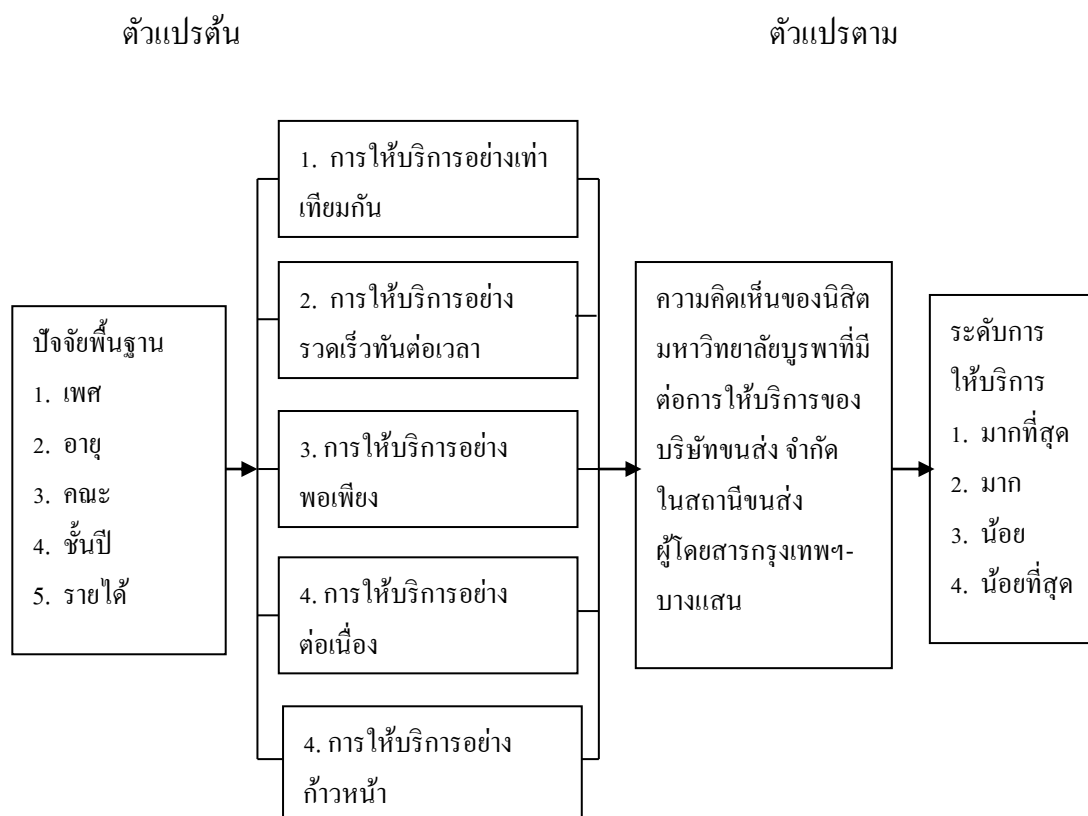 ตัวแปรต้น
ตัวแปรตาม
ปัจจัยพื้นฐาน
1. เพศ
2. อายุ
3. คณะ
4. ชั้นปี
5. รายได้
1. การให้บริการอย่างเท่า
เทียมกัน
2. การให้บริการอย่าง
รวดเร็วทันต่อเวลา
3. การให้บริการอย่าง
พอเพียง
4. การให้บริการอย่าง
ต่อเนื่อง
4. การให้บริการอย่าง
ก้าวหน้า
ความคิดเห็นของนิสิต
มหาวิทยาลัยบูรพาที่มี
ต่อการให้บริการของ
บริษัทขนส่ง จำกัด
ในสถานีขนส่ง
ผู้โดยสารกรุงเทพฯ-
บางแสน
ระดับการ
ให้บริการ
1. มากที่สุด
2. มาก
3. น้อย
4. น้อยที่สุด